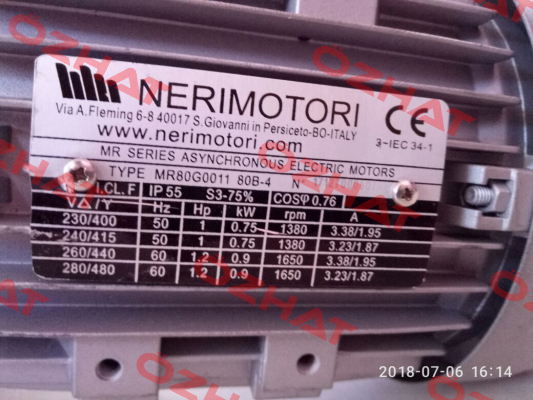 NERIMOTORI
Via A. Fleming 6-8 40017 S. Giovanni in Persiceto-BO-ITALY
www.nerimotori.com
CE
3~IEC 34-1
MR SERIES ASYNCHRONOUS ELECTRIC MOTORS
TYPE MR80G0011 80B-4 N°
I.CL. F IP 55 S3-75% COSφ 0.76
V△/Y Hz Hp kW rpm A
230/400 50 1 0.75 1380 3.38/1.95
240/415 50 1 0.75 1380 3.23/1.87
260/440 60 1.2 0.9 1650 3.38/1.95
280/480 60 1.2 0.9 1650 3.23/1.87
2018-07-06 16:14
OZHAT
OZHAT
OZHAT
OZHAT
OZHAT